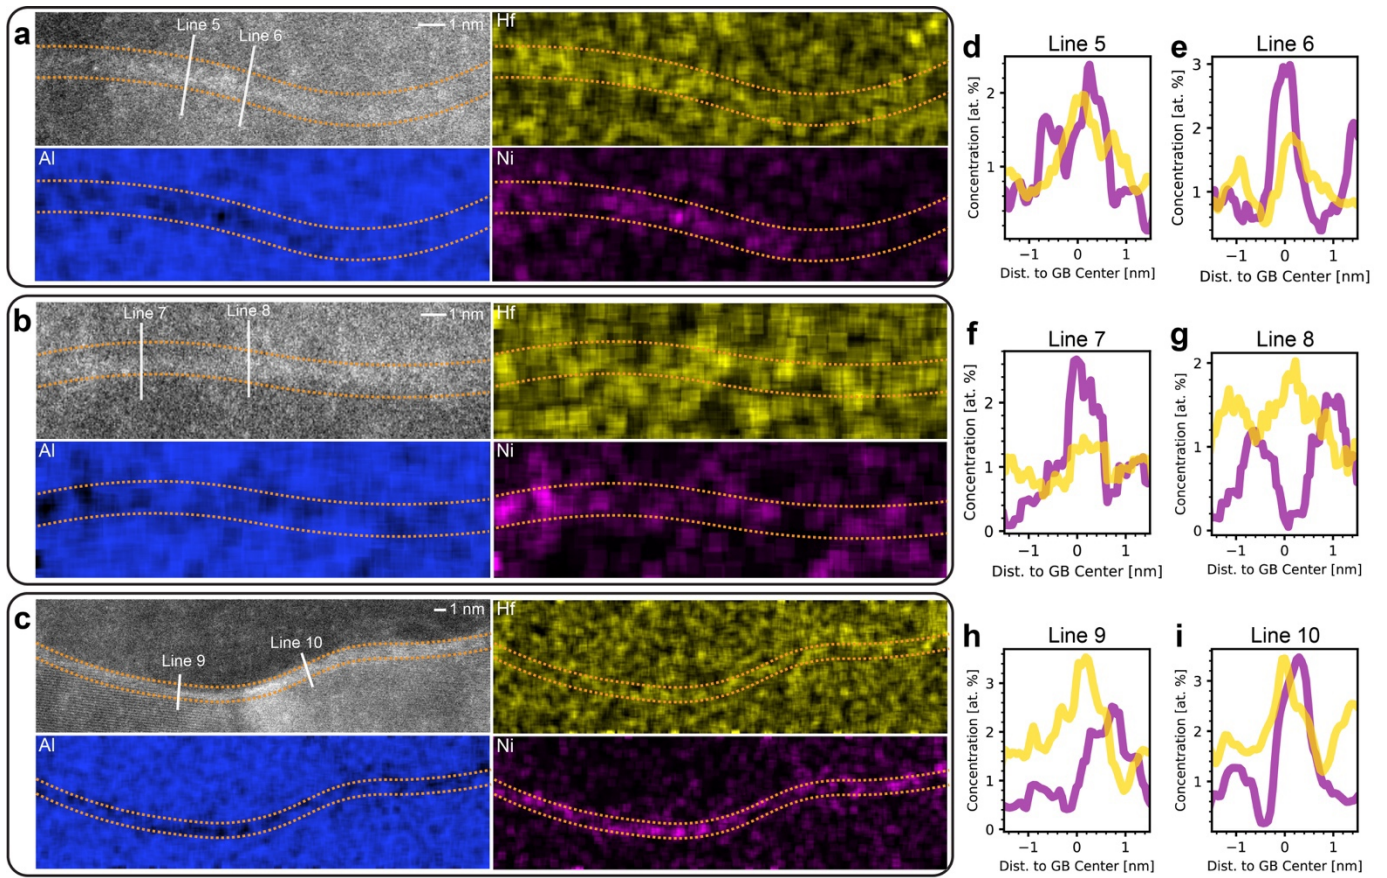 a
Line 5
Line 6
1 nm
Hf
Al
Ni
b
Line 7
Line 8
1 nm
Hf
Al
Ni
c
Line 9
Line 10
1 nm
Hf
Al
Ni
d
Line 5
Concentration [at. %]
2
1
−1
0
1
Dist. to GB Center [nm]
e
Line 6
Concentration [at. %]
3
2
1
−1
0
1
Dist. to GB Center [nm]
f
Line 7
Concentration [at. %]
2
1
0
−1
0
1
Dist. to GB Center [nm]
g
Line 8
Concentration [at. %]
2
1
0
−1
0
1
Dist. to GB Center [nm]
h
Line 9
Concentration [at. %]
3
2
1
0
−1
0
1
Dist. to GB Center [nm]
i
Line 10
Concentration [at. %]
3
2
1
−1
0
1
Dist. to GB Center [nm]